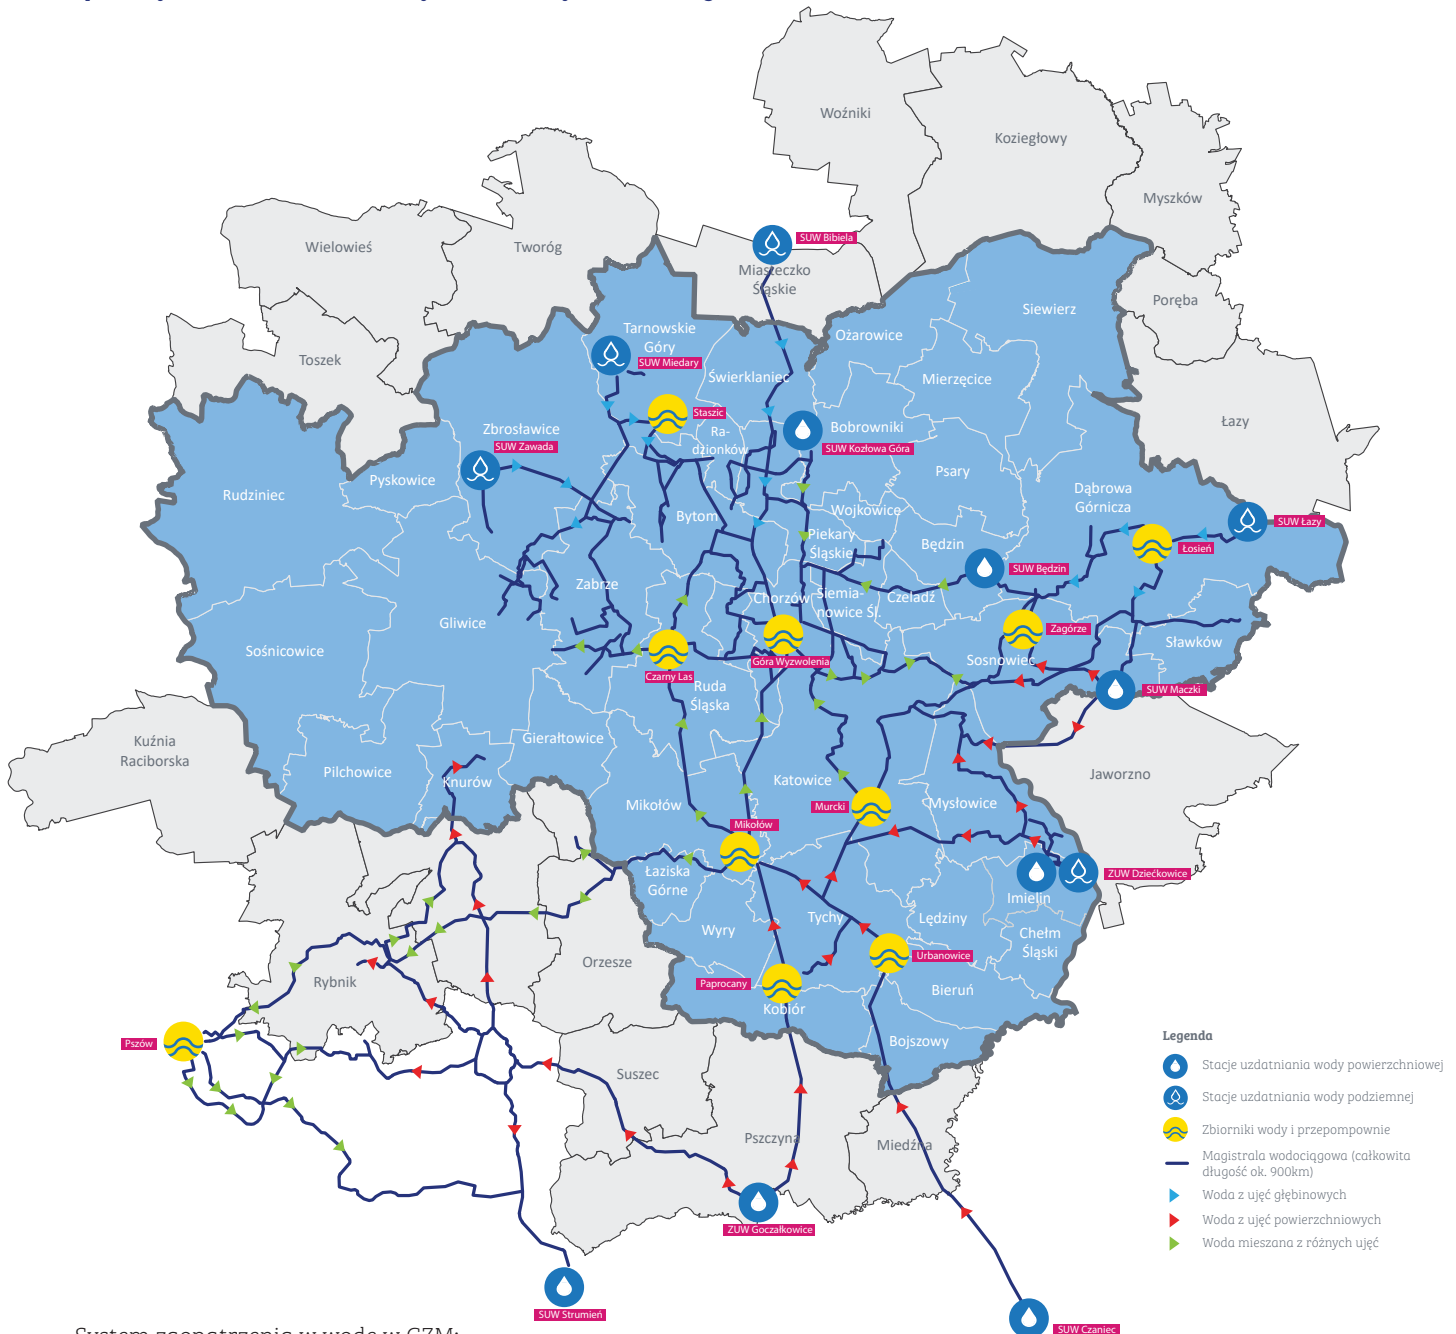 Woźniki
Koziegłowy
Myszków
Wielowieś
Tworóg
SUW Bibiela
Miasteczko
Śląskie
Poręba
Siewierz
Ożarowice
Tarnowskie
Góry
SUW Miedary
Toszek
Świerklaniec
Mierzęcice
Łazy
Staszic
Zbrosławice
SUW Zawada
Ra-
dzionków
Bobrowniki
SUW Kozłowa Góra
Psary
Pyskowice
Rudziniec
Dąbrowa
Górnicza
Bytom
Wojkowice
SUW Łazy
Piekary
Śląskie
Będzin
Łosień
SUW Będzin
Zabrze
Chorzów
Siemia-
nowice Śl.
Czeladź
Gliwice
Zagórze
Sławków
Sośnicowice
Góra Wyzwolenia
Sosnowiec
Czarny Las
Ruda
Śląska
SUW Maczki
Kuźnia
Raciborska
Gierałtowice
Pilchowice
Knurów
Katowice
Jaworzno
Mikołów
Murcki
Mysłowice
Mikołów
Łaziska
Górne
ZUW Dziećkowice
Imielin
Tychy
Lędziny
Wyry
Chełm
Śląski
Orzesze
Urbanowice
Rybnik
Paprocany
Kobiór
Bieruń
Pszów
Bojszowy
Suszec
Pszczyna
Miedźna
ZUW Goczałkowice
SUW Strumień
SUW Czaniec
Legenda
Stacje uzdatniania wody powierzchniowej
Stacje uzdatniania wody podziemnej
Zbiorniki wody i przepompownie
Magistrala wodociągowa (całkowita
długość ok. 900km)
Woda z ujęć głębinowych
Woda z ujęć powierzchniowych
Woda mieszana z różnych ujęć
System zaopatrzenia w wodę w GZM: